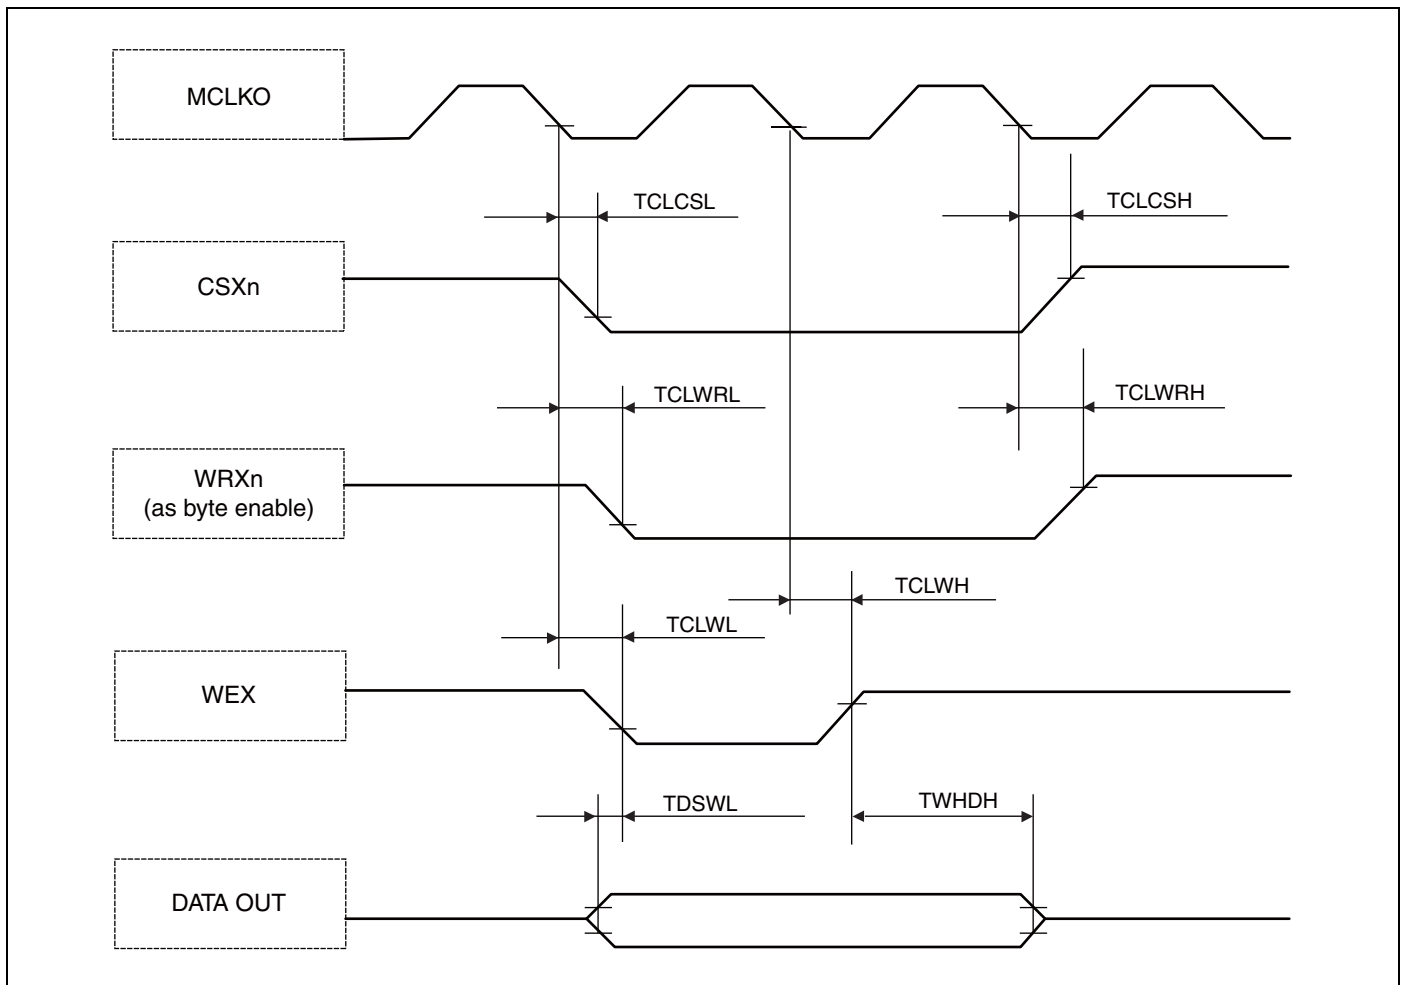 MCLKO
TCLCSL
TCLCSH
CSXn
TCLWRL
TCLWRH
WRXn
(as byte enable)
TCLWH
TCLWL
WEX
TDSWL
TWHDH
DATA OUT